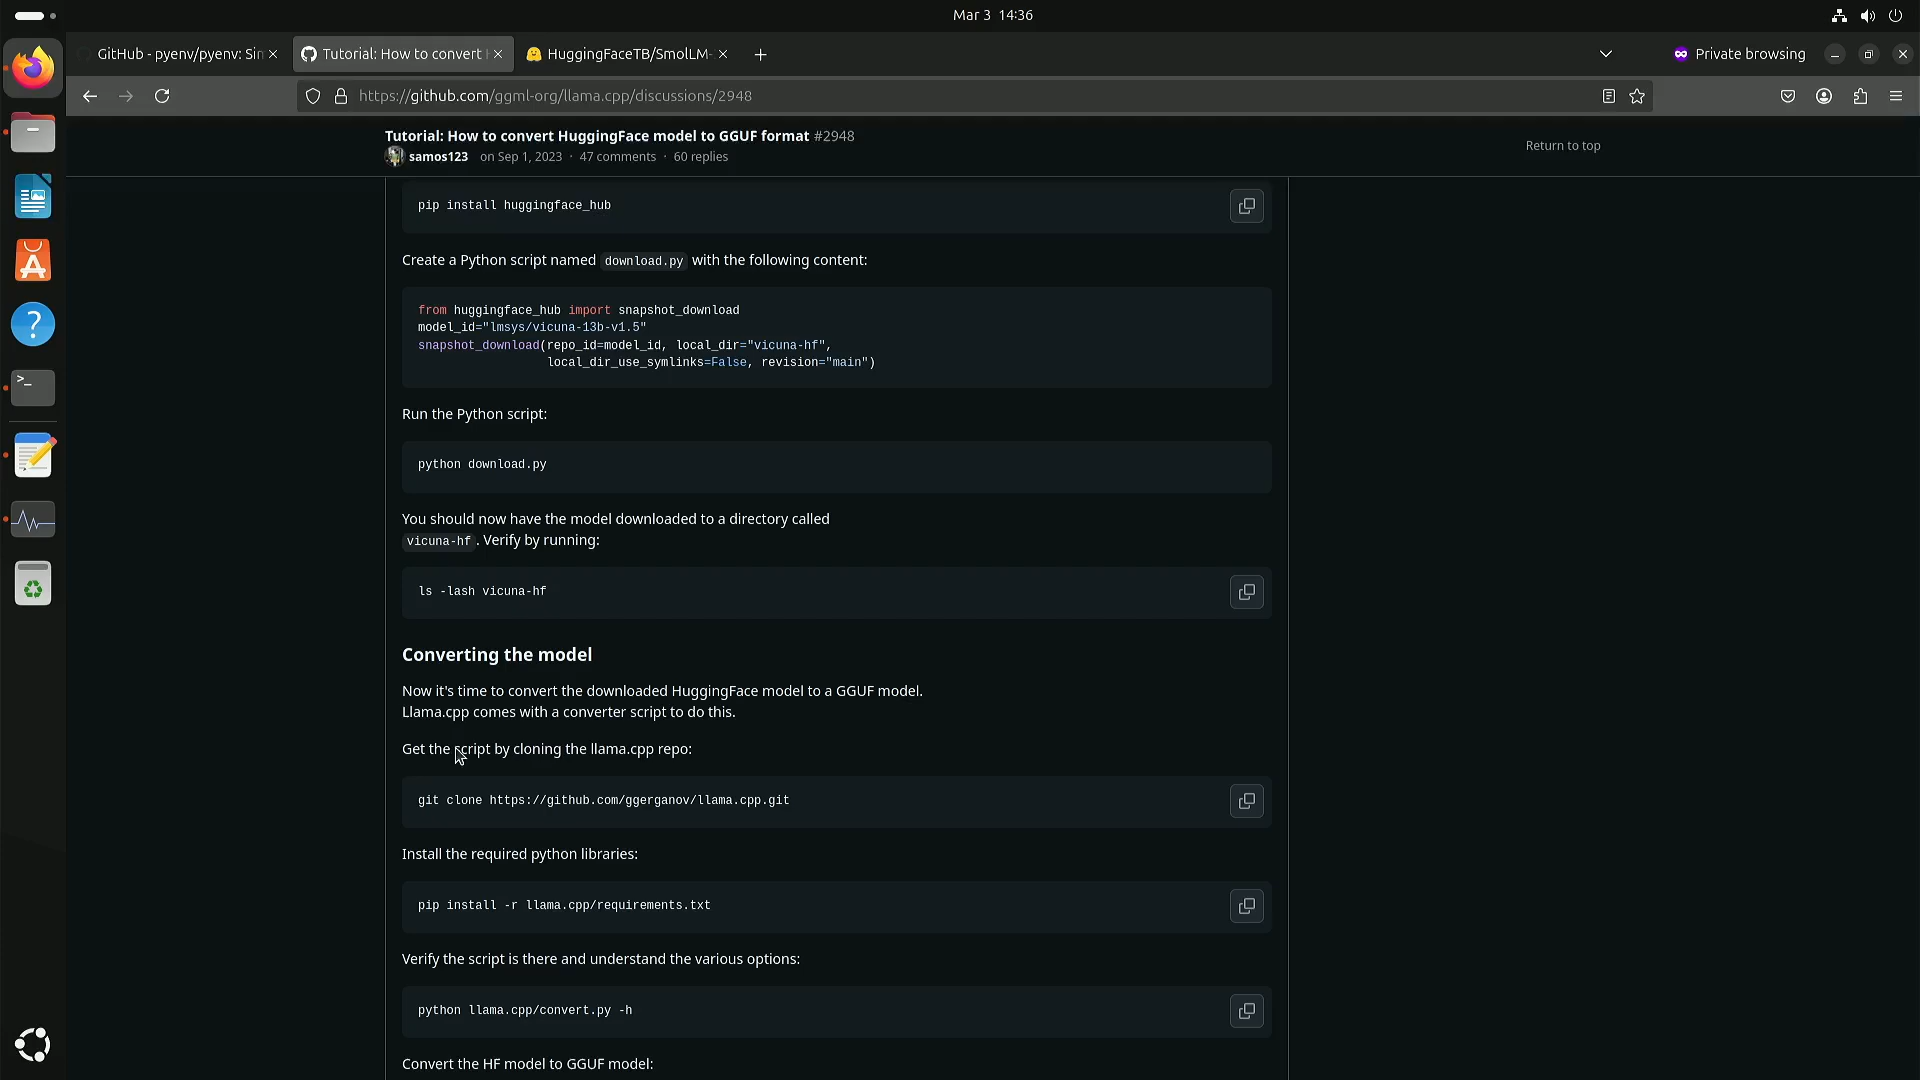 Mar 3 14:36
GitHub - pyenv/pyenv: Sin
Tutorial: How to convert H
HuggingFaceTB/SmolLM-
Private browsing
https://github.com/ggml-org/llama.cpp/discussions/2948
Tutorial: How to convert HuggingFace model to GGUF format #2948
samos123 on Sep 1, 2023 · 47 comments · 60 replies
Return to top
pip install huggingface_hub
Create a Python script named download.py with the following content:
from huggingface_hub import snapshot_download
model_id="lmsys/vicuna-13b-v1.5"
snapshot_download(repo_id=model_id, local_dir="vicuna-hf",
local_dir_use_symlinks=False, revision="main")
Run the Python script:
python download.py
You should now have the model downloaded to a directory called
vicuna-hf . Verify by running:
ls -lash vicuna-hf
Converting the model
Now it's time to convert the downloaded HuggingFace model to a GGUF model.
Llama.cpp comes with a converter script to do this.
Get the script by cloning the llama.cpp repo:
git clone https://github.com/ggerganov/llama.cpp.git
Install the required python libraries:
pip install -r llama.cpp/requirements.txt
Verify the script is there and understand the various options:
python llama.cpp/convert.py -h
Convert the HF model to GGUF model: